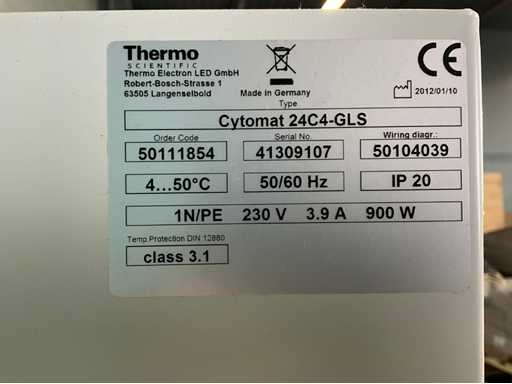 Thermo
SCIENTIFIC
Thermo Electron LED GmbH
Robert-Bosch-Strasse 1
63505 Langenselbold
Made in Germany
CE
2012/01/10
Type
Cytomat 24C4-GLS
Order Code Serial No. Wiring diagr.:
50111854 41309107 50104039
4...50°C 50/60 Hz IP 20
1N/PE 230 V 3.9 A 900 W
Temp.Protection DIN 12880
class 3.1